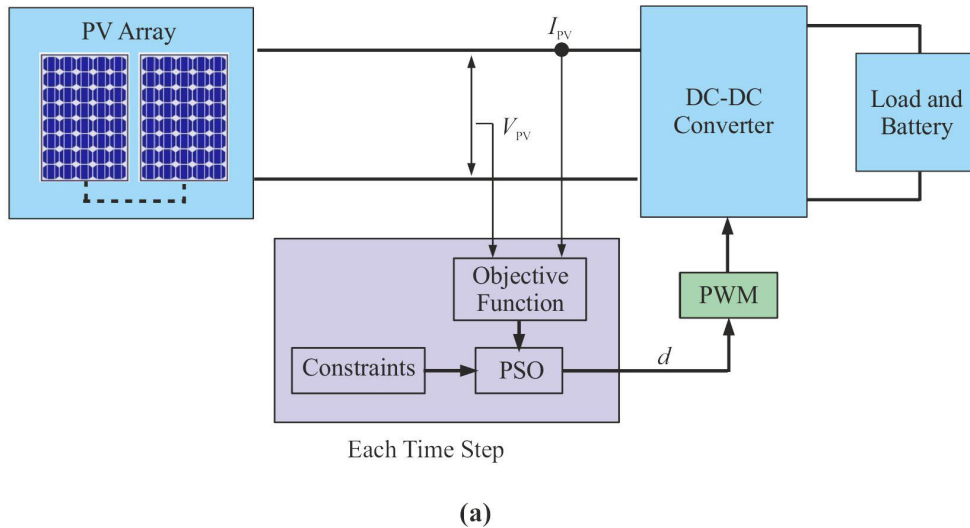 PV Array
I_PV
V_PV
DC-DC
Converter
Load and
Battery
Objective
Function
PWM
Constraints
PSO
d
Each Time Step
(a)